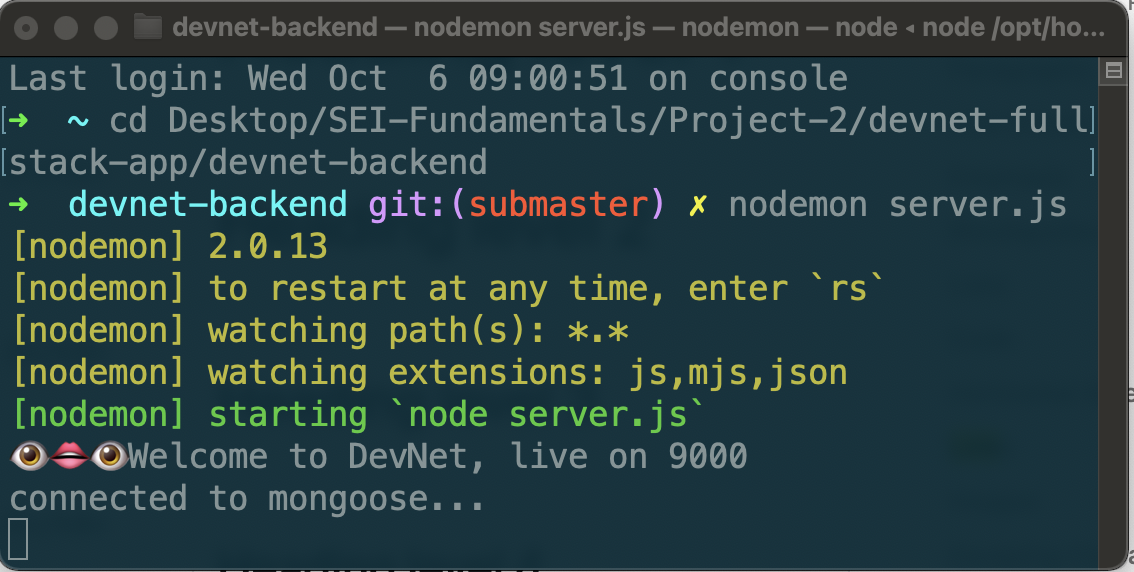 devnet-backend — nodemon server.js — nodemon — node ◂ node /opt/ho...
Last login: Wed Oct  6 09:00:51 on console
[➜  ~ cd Desktop/SEI-Fundamentals/Project-2/devnet-full]
[stack-app/devnet-backend]
➜  devnet-backend git:(submaster) ✗ nodemon server.js
[nodemon] 2.0.13
[nodemon] to restart at any time, enter `rs`
[nodemon] watching path(s): *.*
[nodemon] watching extensions: js,mjs,json
[nodemon] starting `node server.js`
👁👄👁Welcome to DevNet, live on 9000
connected to mongoose...